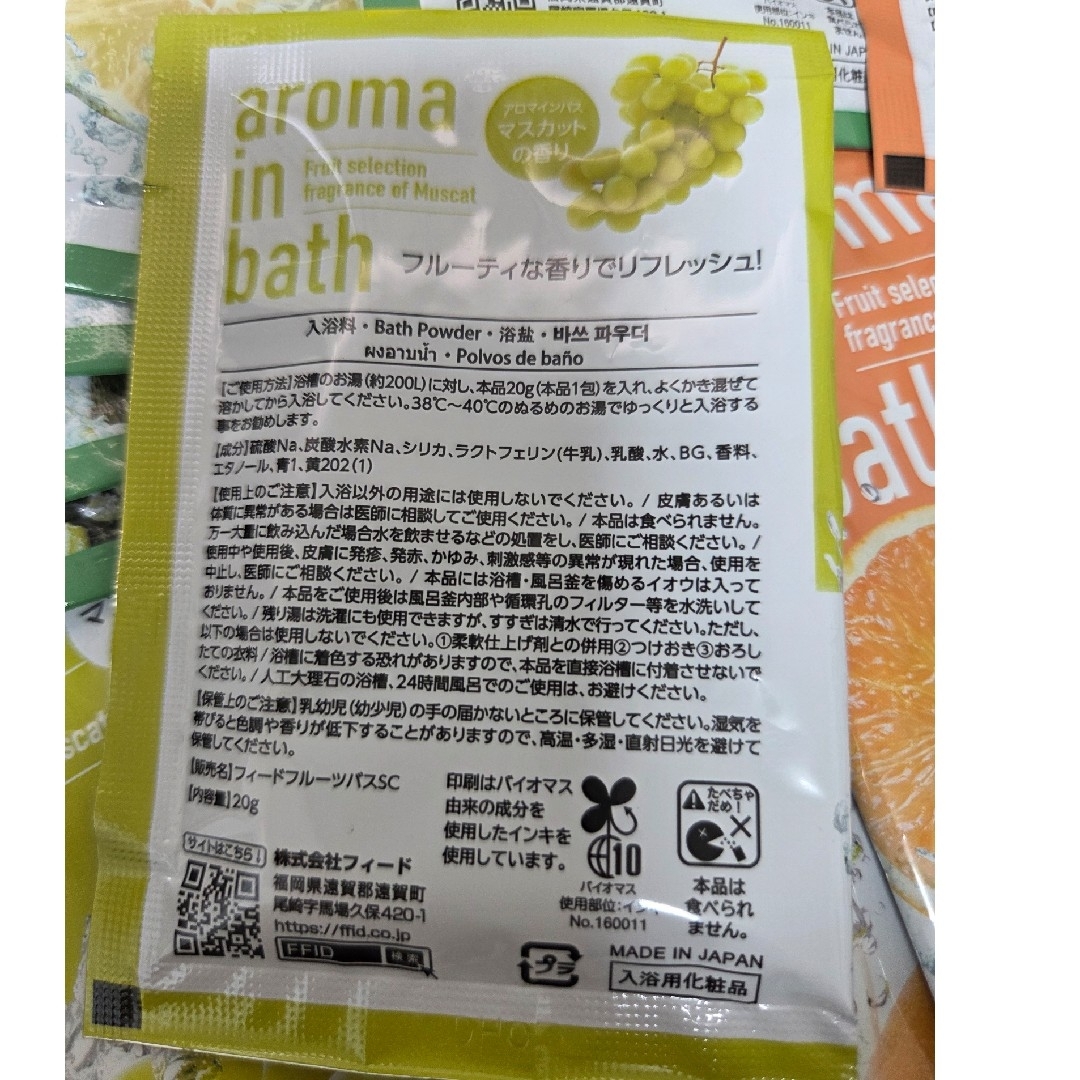 aroma
in
bath
Fruit selection
fragrance of Muscat
アロマインバス
マスカット
の香り
フルーティな香りでリフレッシュ!
入浴料・Bath Powder・浴盐・바쓰 파우더
ผงอาบน้ำ・Polvos de baño
【ご使用方法】浴槽のお湯(約200L)に対し、本品20g(本品1包)を入れ、よくかき混ぜて
溶かしてから入浴してください。38℃～40℃のぬるめのお湯でゆっくりと入浴する
事をお勧めします。
【成分】硫酸Na、炭酸水素Na、シリカ、ラクトフェリン(牛乳)、乳酸、水、BG、香料、
エタノール、青1、黄202(1)
【使用上のご注意】入浴以外の用途には使用しないでください。/ 皮膚あるいは
体質に異常がある場合は医師に相談してご使用ください。/ 本品は食べられません。
万一大量に飲み込んだ場合水を飲ませるなどの処置をし、医師にご相談ください。/
使用中や使用後、皮膚に発疹、発赤、かゆみ、刺激感等の異常が現れた場合、使用を
中止し、医師にご相談ください。/ 本品には浴槽・風呂釜を傷めるイオウは入って
おりません。/ 本品をご使用後は風呂釜内部や循環孔のフィルター等を水洗いして
ください。/ 残り湯は洗濯にも使用できますが、すすぎは清水で行ってください。ただし、
以下の場合は使用しないでください。①柔軟仕上げ剤との併用②つけおき③おろし
たての衣料 / 浴槽に着色する恐れがありますので、本品を直接浴槽に付着させないで
ください。/ 人工大理石の浴槽、24時間風呂でのご使用は、お避けください。
【保管上のご注意】乳幼児(幼少児)の手の届かないところに保管してください。湿気を
帯びると色調や香りが低下することがありますので、高温・多湿・直射日光を避けて
保管してください。
【販売名】フィードフルーツバスSC
【内容量】20g
印刷はバイオマス
由来の成分を
使用したインキを
使用しています。
10
バイオマス
使用部位:インキ
No.160011
たべちゃ
だめー!
本品は
食べられ
ません。
サイトはこちら!
株式会社フィード
福岡県遠賀郡遠賀町
尾崎字馬場久保420-1
https://ffid.co.jp
FFID 検索
プラ
MADE IN JAPAN
入浴用化粧品
No.160011
Fruit selec
fragranc